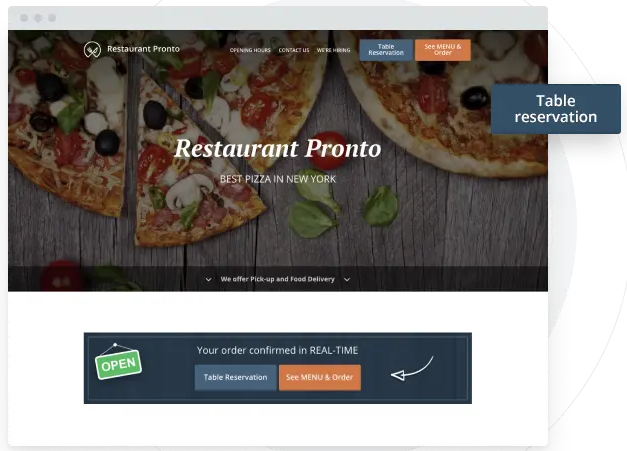 Restaurant Pronto
OPENING HOURS
CONTACT US
WE'RE HIRING
Table
Reservation
See MENU &
Order
Table
reservation
Restaurant Pronto
BEST PIZZA IN NEW YORK
We offer Pick-up and Food Delivery
OPEN
Your order confirmed in REAL-TIME
Table Reservation
See MENU & Order